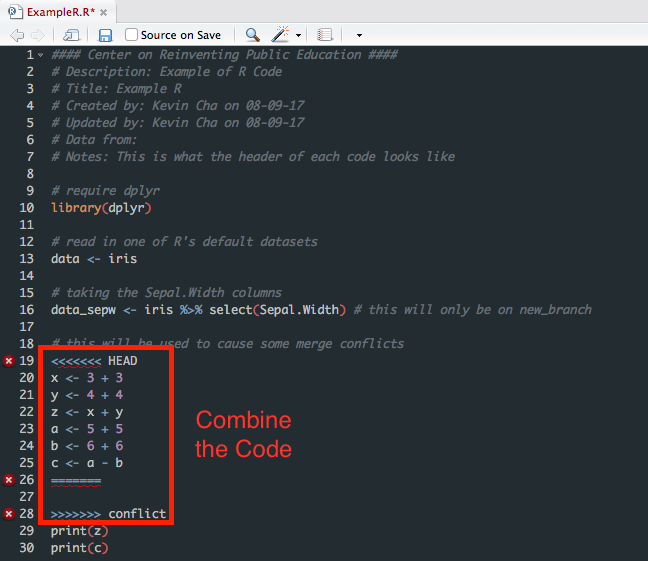 ExampleR.R*
Source on Save
1 #### Center on Reinventing Public Education ####
2 # Description: Example of R Code
3 # Title: Example R
4 # Created by: Kevin Cha on 08-09-17
5 # Updated by: Kevin Cha on 08-09-17
6 # Data from:
7 # Notes: This is what the header of each code looks like
8
9 # require dplyr
10 library(dplyr)
11
12 # read in one of R's default datasets
13 data <- iris
14
15 # taking the Sepal.Width columns
16 data_sepw <- iris %>% select(Sepal.Width) # this will only be on new_branch
17
18 # this will be used to cause some merge conflicts
19 <<<<<<< HEAD
20 x <- 3 + 3
21 y <- 4 + 4
22 z <- x + y
23 a <- 5 + 5
24 b <- 6 + 6
25 c <- a - b
26 =======
27
28 >>>>>>> conflict
29 print(z)
30 print(c)
Combine
the Code